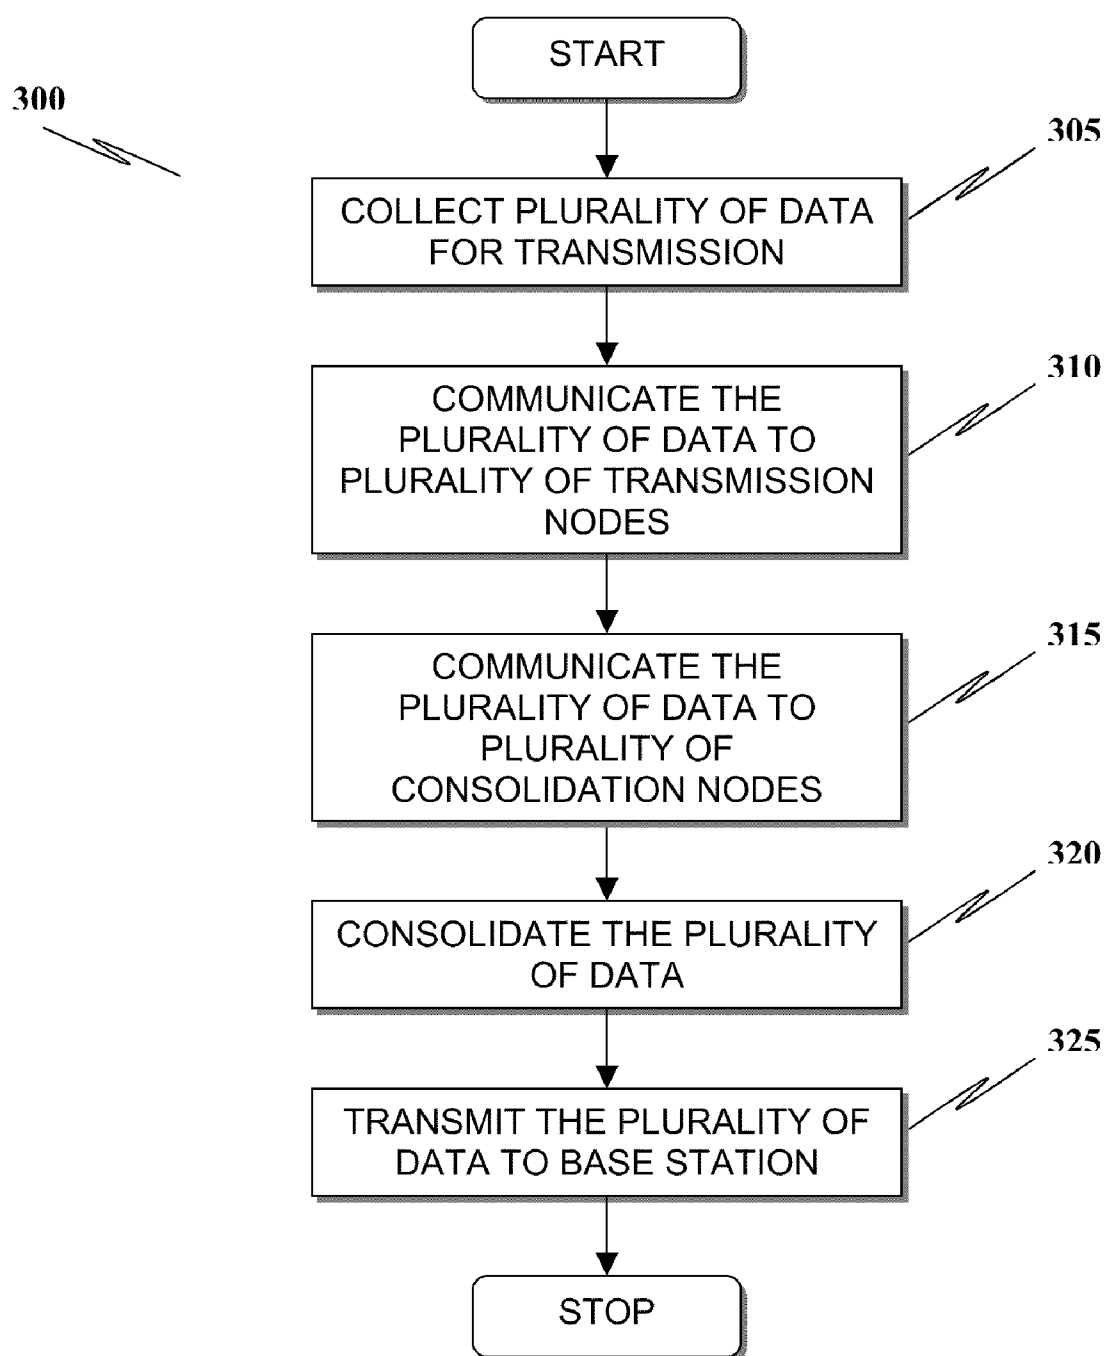 START
300
305
COLLECT PLURALITY OF DATA
FOR TRANSMISSION
310
COMMUNICATE THE
PLURALITY OF DATA TO
PLURALITY OF TRANSMISSION
NODES
315
COMMUNICATE THE
PLURALITY OF DATA TO
PLURALITY OF
CONSOLIDATION NODES
320
CONSOLIDATE THE PLURALITY
OF DATA
325
TRANSMIT THE PLURALITY OF
DATA TO BASE STATION
STOP